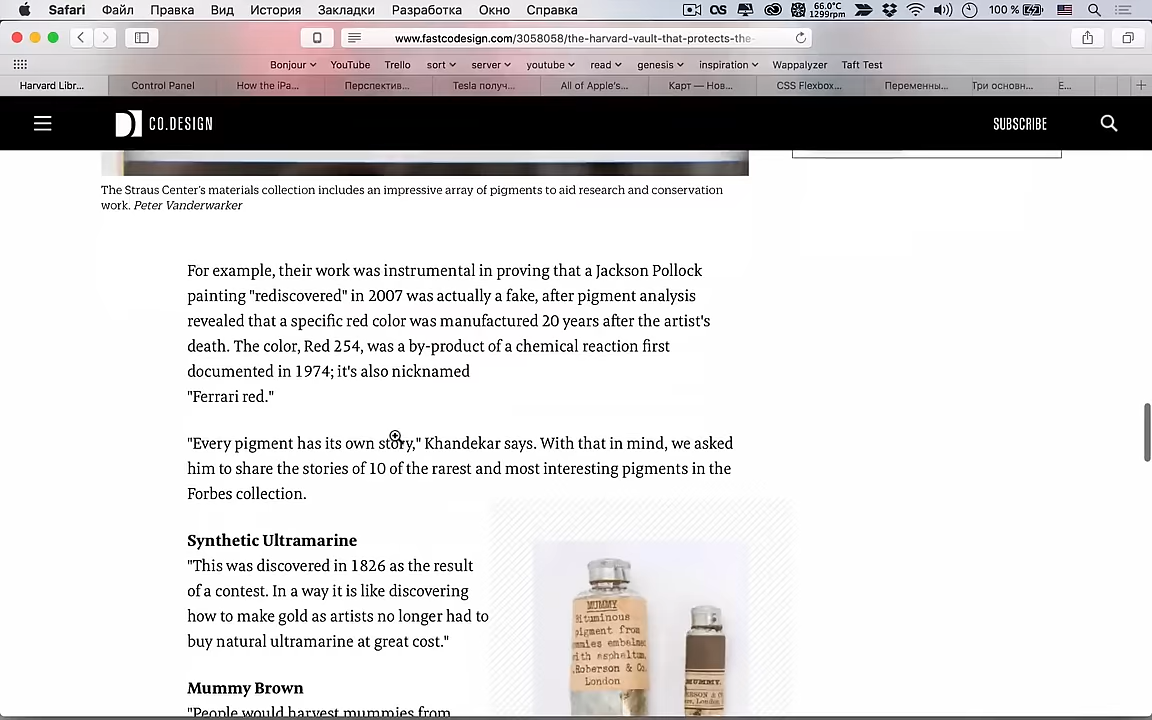 Safari Файл Правка Вид История Закладки Разработка Окно Справка
66.0°C
1299rpm
100 %
www.fastcodesign.com/3058058/the-harvard-vault-that-protects-the-
Bonjour YouTube Trello sort server youtube read genesis inspiration Wappalyzer Taft Test
Harvard Libr... Control Panel How the iPa... Перспектив... Tesla получ... All of Apple's... Карт — Нов... CSS Flexbox... Переменны... Три основн... E...
CO.DESIGN SUBSCRIBE
The Straus Center's materials collection includes an impressive array of pigments to aid research and conservation
work. Peter Vanderwarker
For example, their work was instrumental in proving that a Jackson Pollock
painting "rediscovered" in 2007 was actually a fake, after pigment analysis
revealed that a specific red color was manufactured 20 years after the artist's
death. The color, Red 254, was a by-product of a chemical reaction first
documented in 1974; it's also nicknamed
"Ferrari red."
"Every pigment has its own story," Khandekar says. With that in mind, we asked
him to share the stories of 10 of the rarest and most interesting pigments in the
Forbes collection.
Synthetic Ultramarine
"This was discovered in 1826 as the result
of a contest. In a way it is like discovering
how to make gold as artists no longer had to
buy natural ultramarine at great cost."
MUMMY
Bituminous
pigment from
mmies embalme
with asphaltum,
.Roberson & Co.
London
MUMMY.
Mummy Brown
"People would harvest mummies from